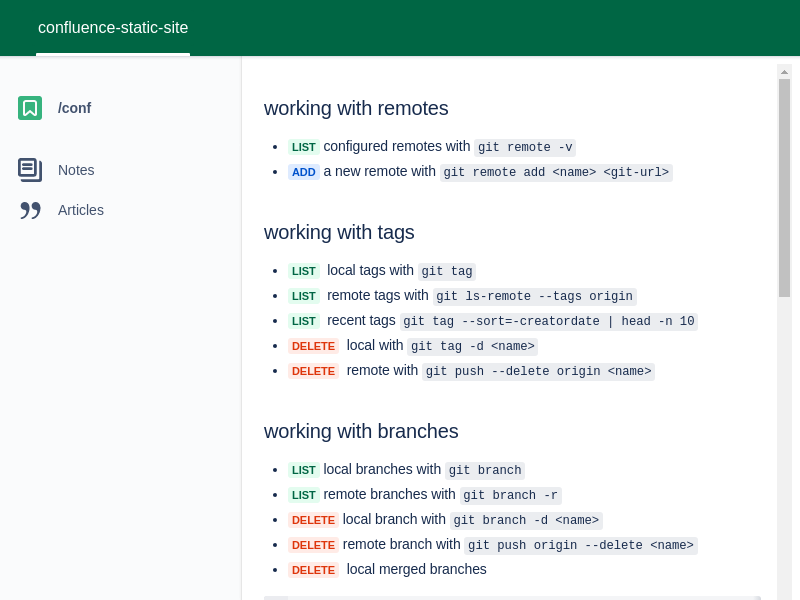 confluence-static-site
/conf
Notes
Articles
working with remotes
LIST configured remotes with git remote -v
ADD a new remote with git remote add <name> <git-url>
working with tags
LIST local tags with git tag
LIST remote tags with git ls-remote --tags origin
LIST recent tags git tag --sort=-creatordate | head -n 10
DELETE local with git tag -d <name>
DELETE remote with git push --delete origin <name>
working with branches
LIST local branches with git branch
LIST remote branches with git branch -r
DELETE local branch with git branch -d <name>
DELETE remote branch with git push origin --delete <name>
DELETE local merged branches